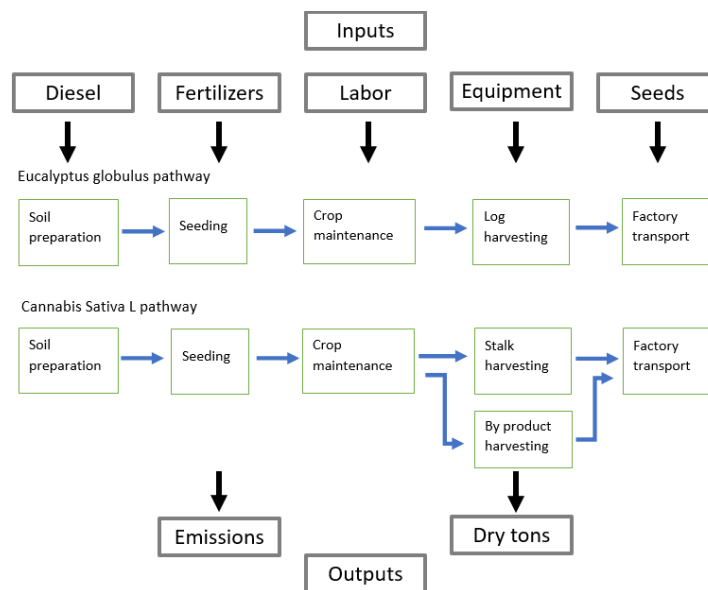 Inputs
Diesel
Fertilizers
Labor
Equipment
Seeds
Eucalyptus globulus pathway
Soil
preparation
Seeding
Crop
maintenance
Log
harvesting
Factory
transport
Cannabis Sativa L pathway
Soil
preparation
Seeding
Crop
maintenance
Stalk
harvesting
Factory
transport
By product
harvesting
Emissions
Dry tons
Outputs